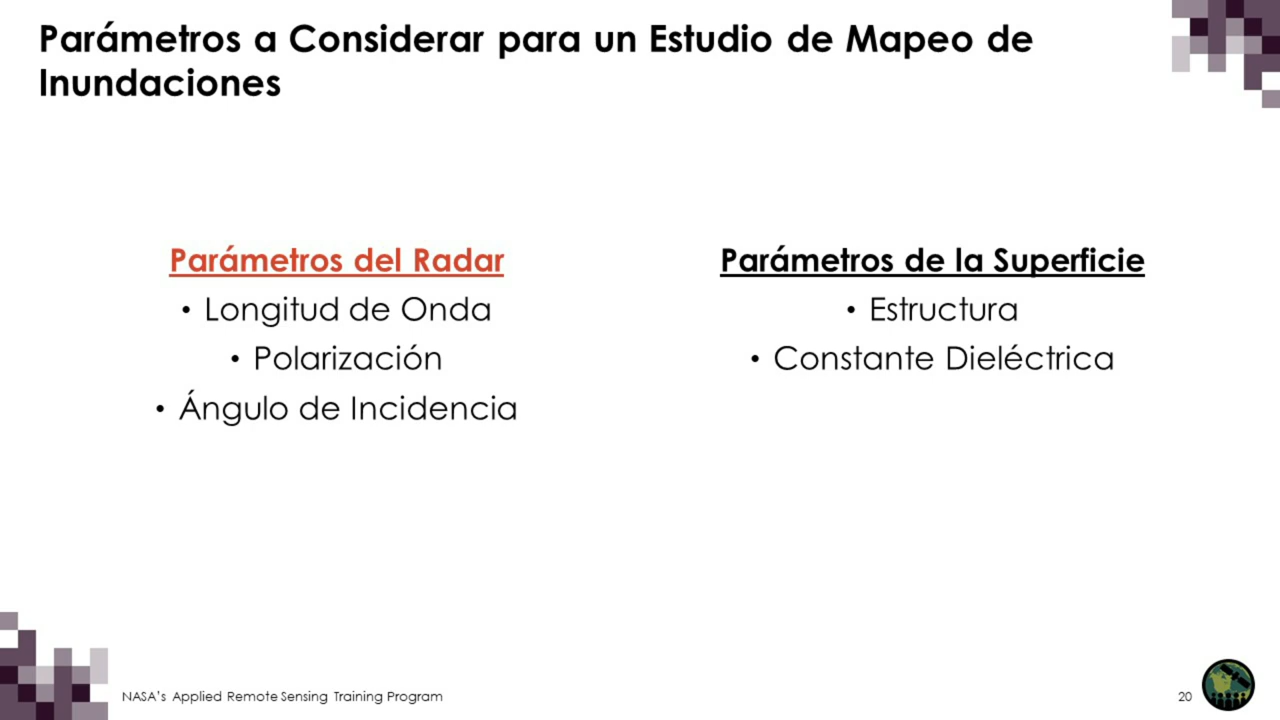 Parámetros a Considerar para un Estudio de Mapeo de
Inundaciones
Parámetros del Radar
• Longitud de Onda
• Polarización
• Ángulo de Incidencia
Parámetros de la Superficie
• Estructura
• Constante Dieléctrica
NASA's Applied Remote Sensing Training Program
20